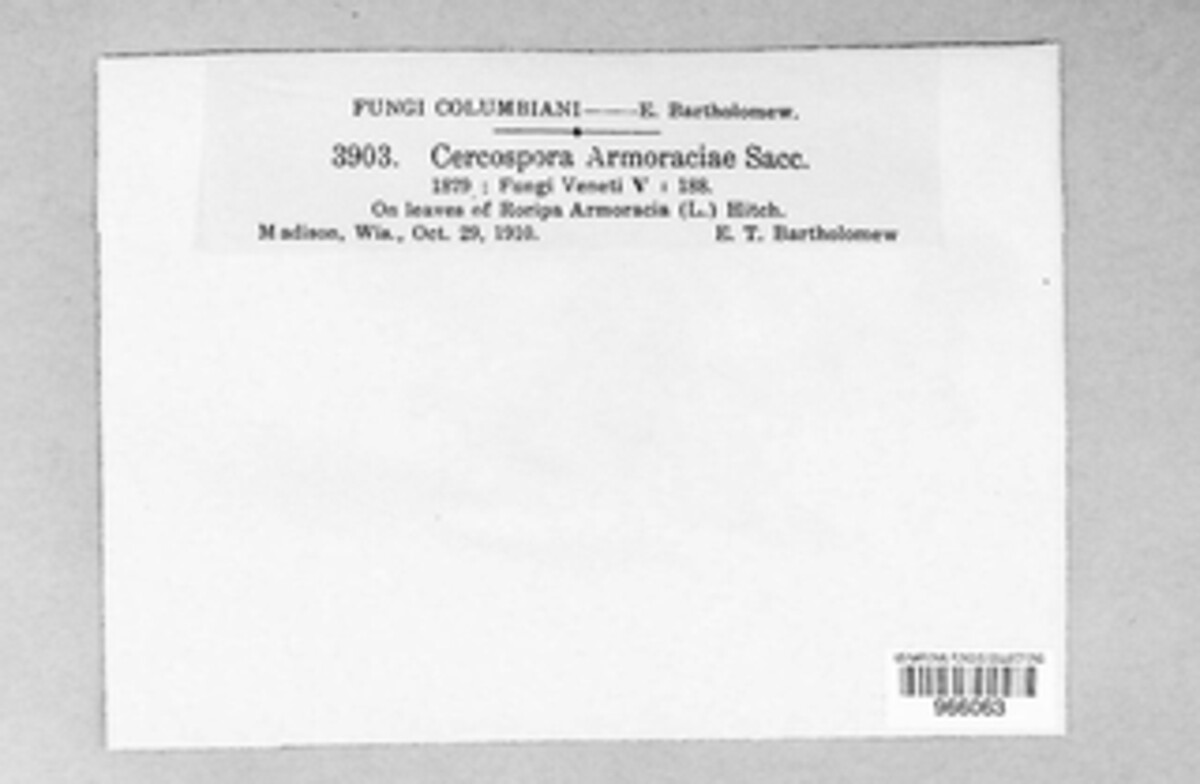 FUNGI COLUMBIANI——E. Bartholomew.
3903. Cercospora Armoraciae Sacc.
1879 : Fungi Veneti V : 188.
On leaves of Roripa Armoracia (L.) Hitch.
Madison, Wis., Oct. 29, 1910. E. T. Bartholomew
966063